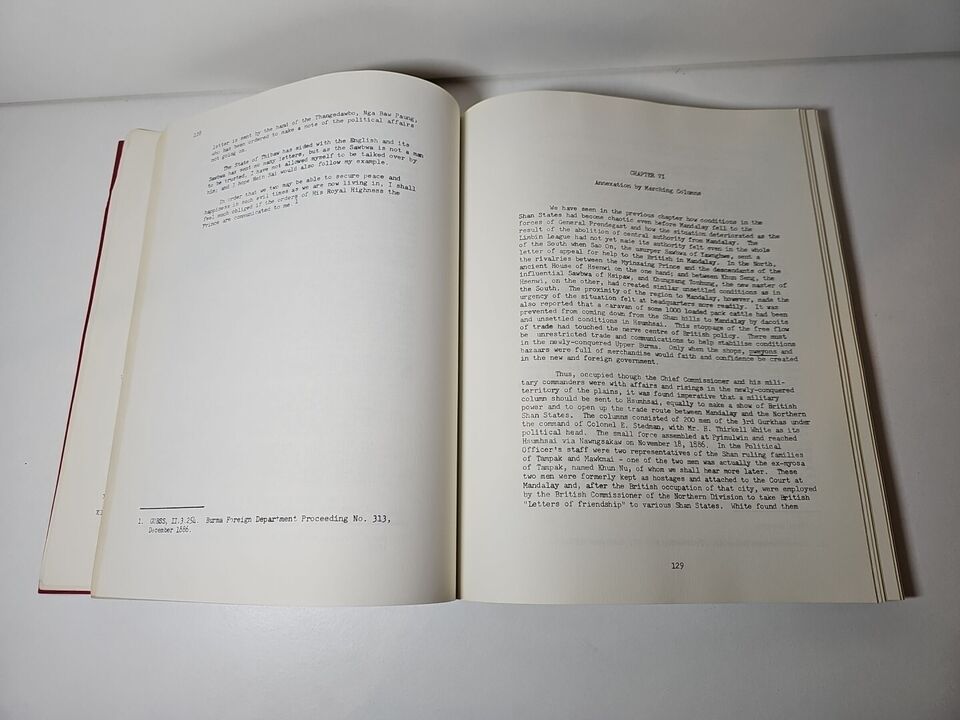 128
letter is sent by the hand of the Thangedawbo, Nga Baw Paung,
who has been ordered to make a note of the political affairs
not going on.
The State of Thibaw has sided with the English and its
Sawbwa has sent so many letters, but as the Sawbwa is not a man
to be trusted, I have not allowed myself to be talked over by
him; and I hope Nein Sai would also follow my example.
In order that we two may be able to secure peace and
happiness in such evil times as we are now living in, I shall
feel much obliged if the orders of His Royal Highness the
Prince are communicated to me.1
1. GUBSS, II.3.254. Burma Foreign Department Proceeding No. 313,
December 1886.
CHAPTER VI
Annexation by Marching Columns
We have seen in the previous chapter how conditions in the
Shan States had become chaotic even before Mandalay fell to the
forces of General Prendegast and how the situation deteriorated as the
result of the abolition of central authority from Mandalay. The
Limbin League had not yet made its authority felt even in the whole
of the South when Sao On, the usurper Sawbwa of Yawnghwe, sent a
letter of appeal for help to the British in Mandalay. In the North,
the rivalries between the Myinzaing Prince and the descendants of the
ancient House of Hsenwi on the one hand; and between Khun Seng, the
influential Sawbwa of Hsipaw, and Khungsang Tonhung, the new master of
Hsenwi, on the other, had created similar unsettled conditions as in
the South. The proximity of the region to Mandalay, however, made the
urgency of the situation felt at headquarters more readily. It was
also reported that a caravan of some 1000 loaded pack cattle had been
prevented from coming down from the Shan hills to Mandalay by dacoits
and unsettled conditions in Hsumhsai. This stoppage of the free flow
of trade had touched the nerve centre of British policy. There must
be unrestricted trade and communications to help stabilise conditions
in the newly-conquered Upper Burma. Only when the shops, pweyons and
bazaars were full of merchandise would faith and confidence be created
in the new and foreign government.
Thus, occupied though the Chief Commissioner and his mili-
tary commanders were with affairs and risings in the newly-conquered
territory of the plains, it was found imperative that a military
column should be sent to Hsumhsai, equally to make a show of British
power and to open up the trade route between Mandalay and the Northern
Shan States. The columns consisted of 200 men of the 3rd Gurkhas under
the command of Colonel E. Stedman, with Mr. H. Thirkell White as its
political head. The small force assembled at Pyinulwin and reached
Hsumhsai via Nawngsakaw on November 18, 1886. In the Political
Officer's staff were two representatives of the Shan ruling families
of Tampak and Mawkmai - one of the two men was actually the ex-myosa
of Tampak, named Khun Nu, of whom we shall hear more later. These
two men were formerly kept as hostages and attached to the Court at
Mandalay and, after the British occupation of that city, were employed
by the British Commissioner of the Northern Division to take British
"Letters of friendship" to various Shan States. White found them
129